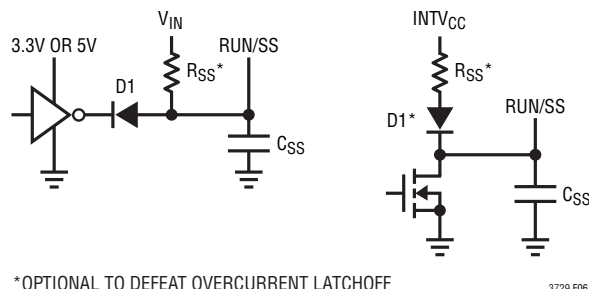 V_IN
3.3V OR 5V
RUN/SS
D1
R_SS*
C_SS
INTV_CC
R_SS*
D1*
RUN/SS
C_SS
*OPTIONAL TO DEFEAT OVERCURRENT LATCHOFF
3729 F06